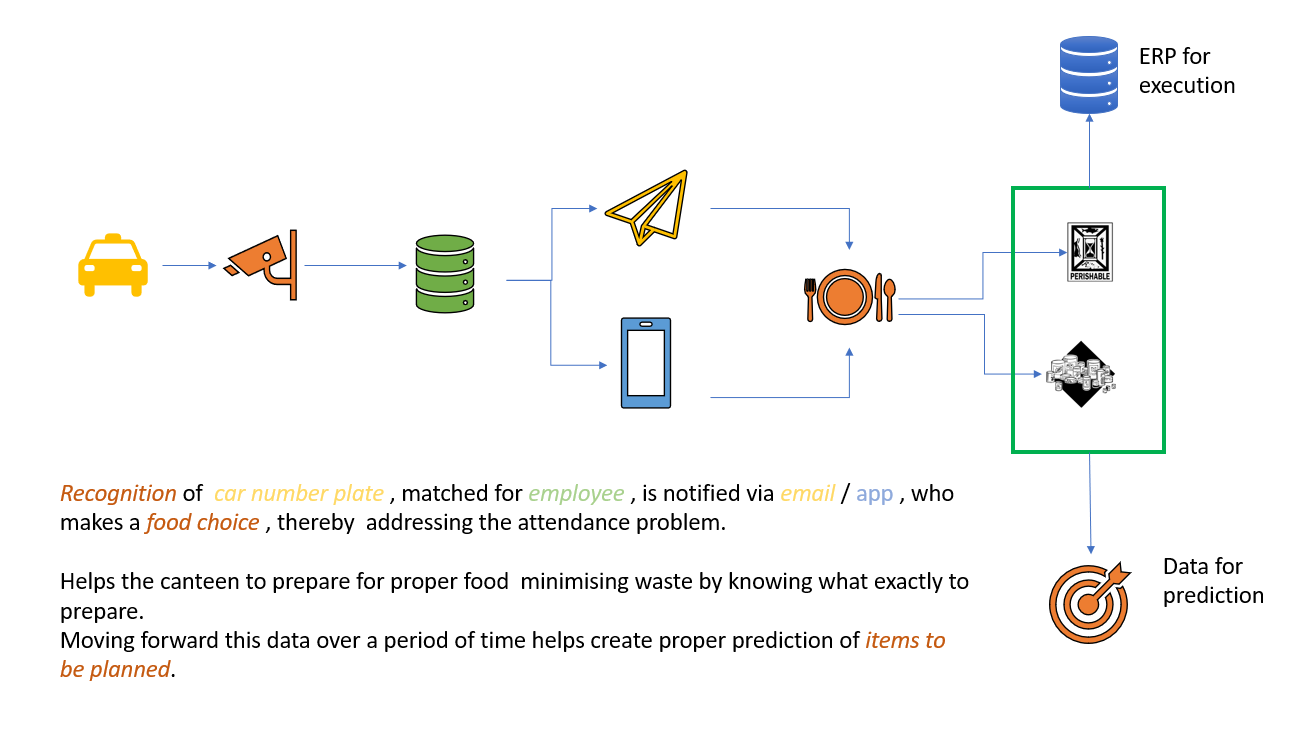 ERP for
execution
PERISHABLE
Recognition of car number plate , matched for employee , is notified via email / app , who
makes a food choice , thereby addressing the attendance problem.
Helps the canteen to prepare for proper food minimising waste by knowing what exactly to
prepare.
Moving forward this data over a period of time helps create proper prediction of items to
be planned.
Data for
prediction